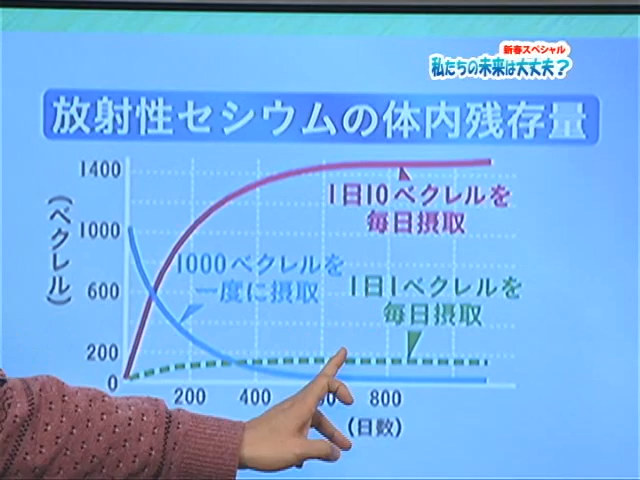 新春スペシャル
私たちの未来は大丈夫？
放射性セシウムの体内残存量
(ベクレル)
1400
1000
600
200
0
1日10ベクレルを
毎日摂取
1000ベクレルを
一度に摂取
1日1ベクレルを
毎日摂取
200
400
800
(日数)